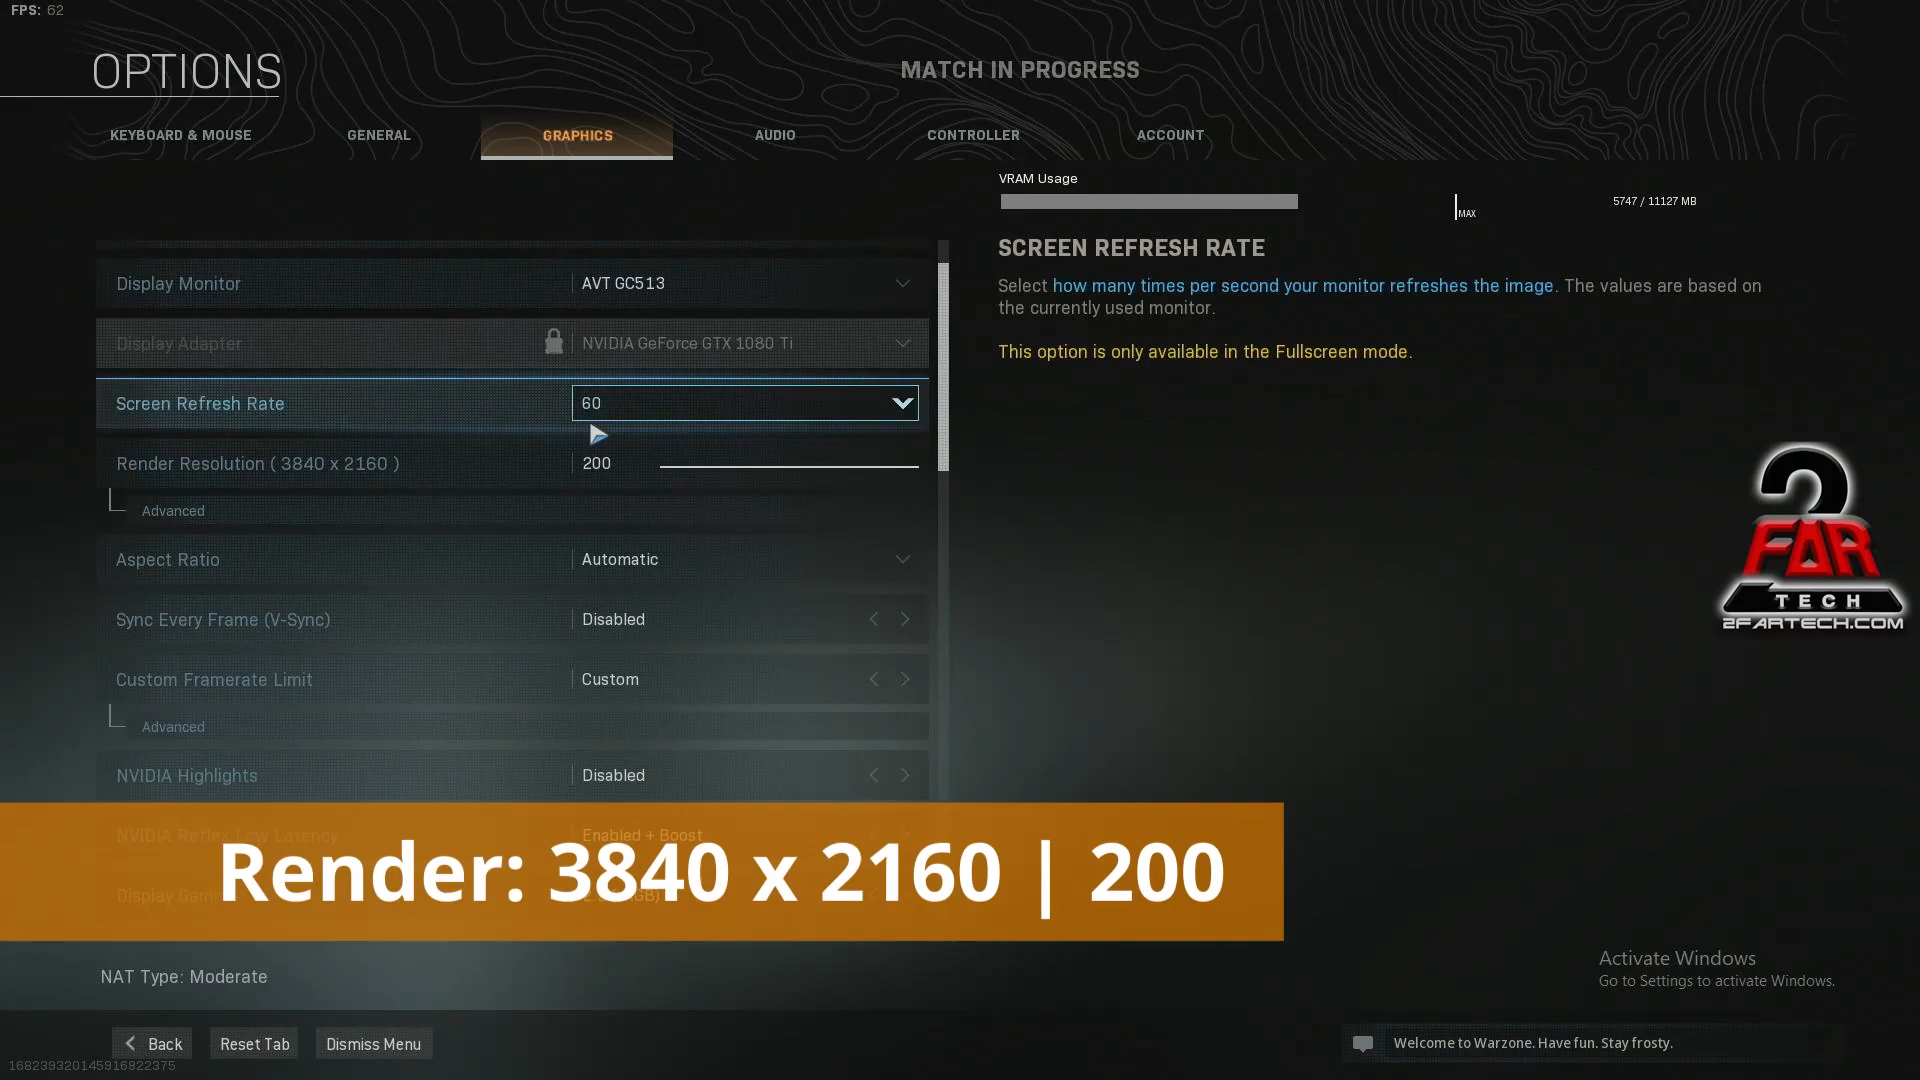 FPS: 62
OPTIONS
MATCH IN PROGRESS
KEYBOARD & MOUSE
GENERAL
GRAPHICS
AUDIO
CONTROLLER
ACCOUNT
VRAM Usage
MAX
5747 / 11127 MB
SCREEN REFRESH RATE
Select how many times per second your monitor refreshes the image. The values are based on
the currently used monitor.
This option is only available in the Fullscreen mode.
Display Monitor
AVT GC513
Display Adapter
NVIDIA GeForce GTX 1080 Ti
Screen Refresh Rate
60
Render Resolution ( 3840 x 2160 )
200
Advanced
Aspect Ratio
Automatic
Sync Every Frame (V-Sync)
Disabled
Custom Framerate Limit
Custom
Advanced
NVIDIA Highlights
Disabled
NVIDIA Reflex Low Latency
Enabled + Boost
Render: 3840 x 2160 | 200
2
FAR
TECH
2FARTECH.COM
NAT Type: Moderate
Activate Windows
Go to Settings to activate Windows.
Back
Reset Tab
Dismiss Menu
Welcome to Warzone. Have fun. Stay frosty.
168239320145916822375